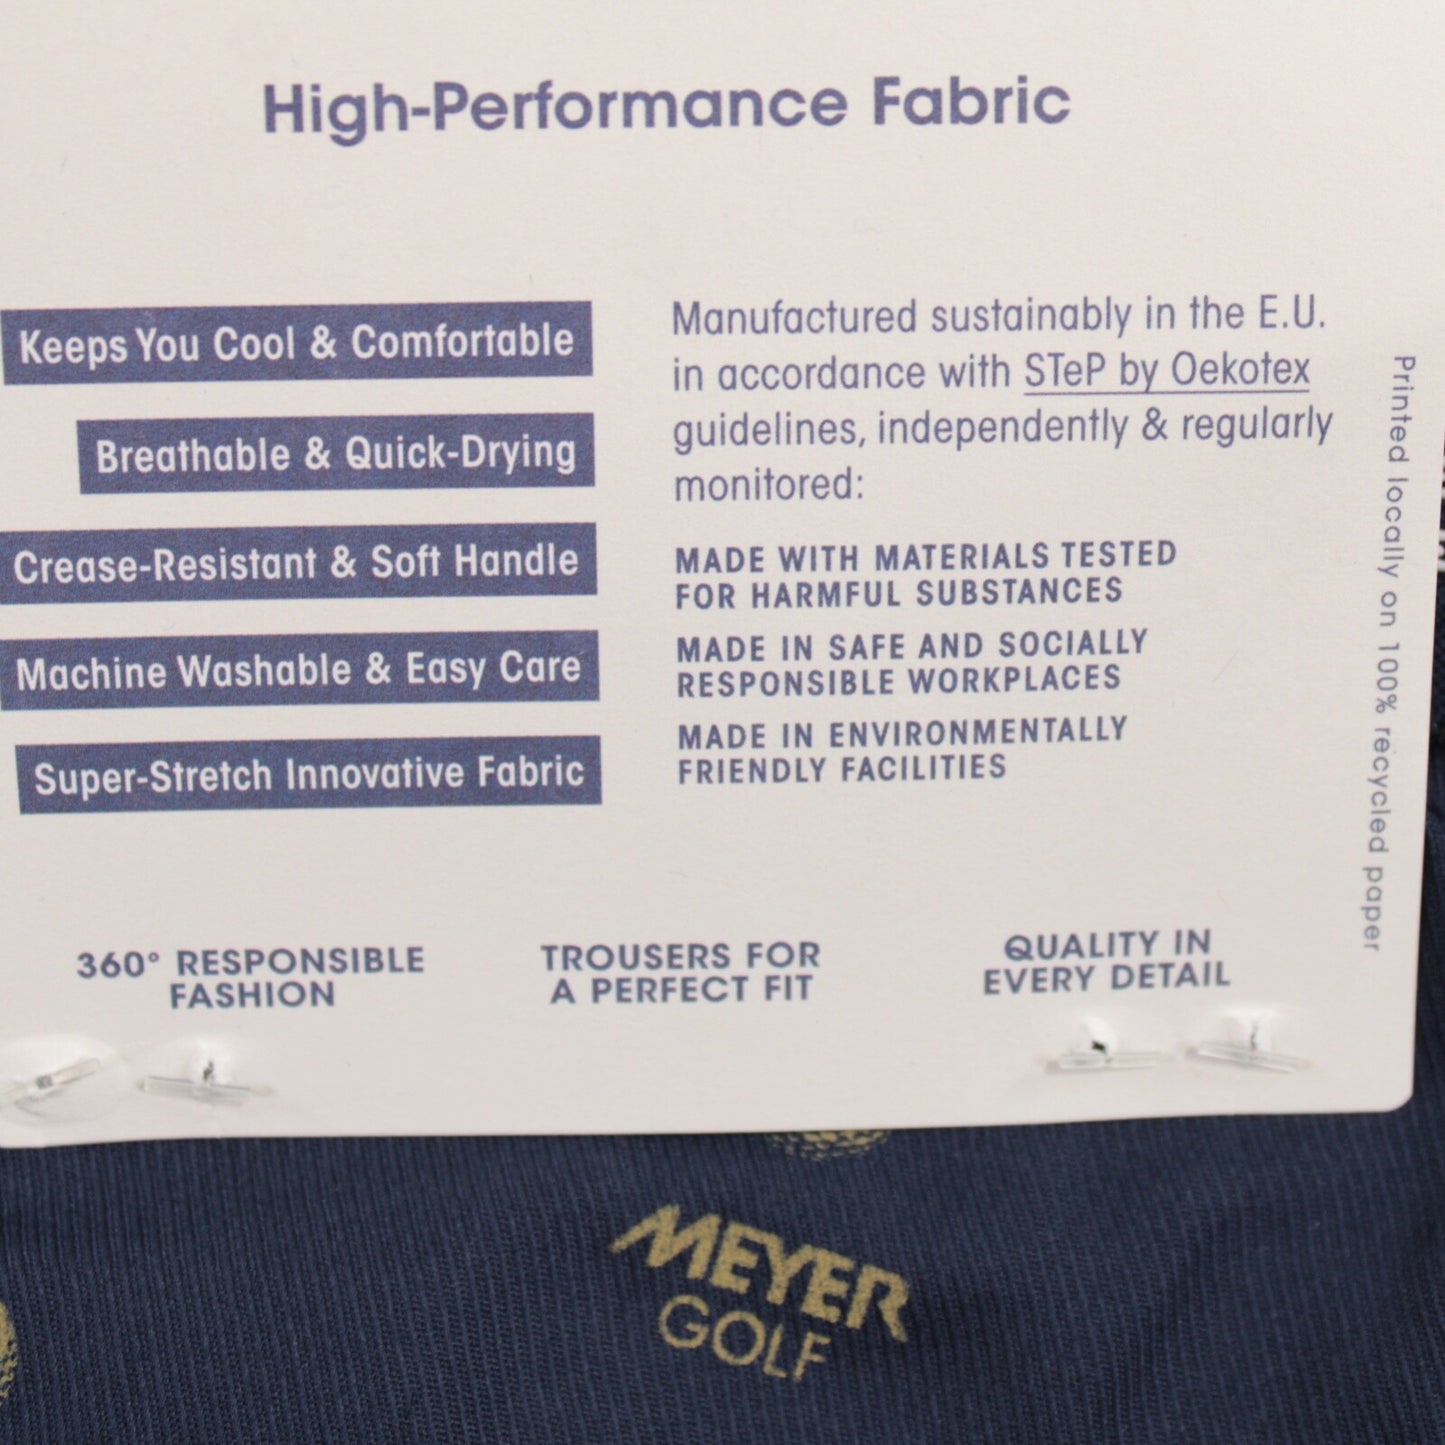 High-Performance Fabric
Keeps You Cool & Comfortable
Breathable & Quick-Drying
Crease-Resistant & Soft Handle
Machine Washable & Easy Care
Super-Stretch Innovative Fabric
Manufactured sustainably in the E.U.
in accordance with STeP by Oekotex
guidelines, independently & regularly
monitored:
MADE WITH MATERIALS TESTED
FOR HARMFUL SUBSTANCES
MADE IN SAFE AND SOCIALLY
RESPONSIBLE WORKPLACES
MADE IN ENVIRONMENTALLY
FRIENDLY FACILITIES
Printed locally on 100% recycled paper
360° RESPONSIBLE
FASHION
TROUSERS FOR
A PERFECT FIT
QUALITY IN
EVERY DETAIL
MEYER
GOLF